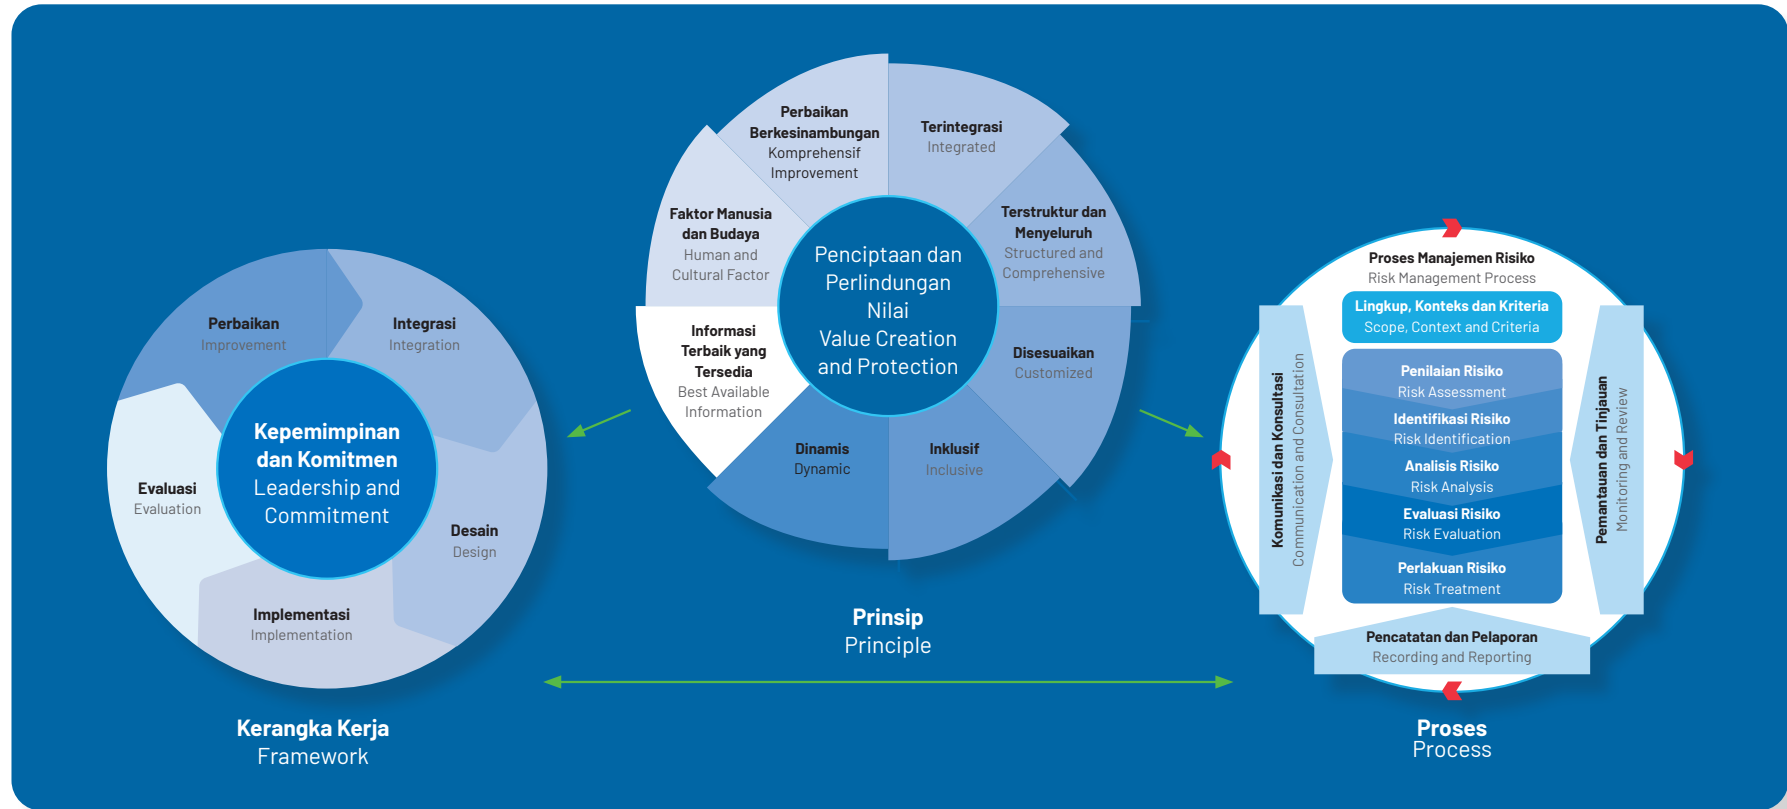 Perbaikan
Improvement
Integrasi
Integration
Kepemimpinan
dan Komitmen
Leadership and
Commitment
Evaluasi
Evaluation
Desain
Design
Implementasi
Implementation
Kerangka Kerja
Framework
Perbaikan
Berkesinambungan
Komprehensif
Improvement
Terintegrasi
Integrated
Faktor Manusia
dan Budaya
Human and
Cultural Factor
Terstruktur dan
Menyeluruh
Structured and
Comprehensive
Penciptaan dan
Perlindungan
Nilai
Value Creation
and Protection
Informasi
Terbaik yang
Tersedia
Best Available
Information
Disesuaikan
Customized
Dinamis
Dynamic
Inklusif
Inclusive
Prinsip
Principle
Proses Manajemen Risiko
Risk Management Process
Lingkup, Konteks dan Kriteria
Scope, Context and Criteria
Komunikasi dan Konsultasi
Communication and Consultation
Penilaian Risiko
Risk Assessment
Identifikasi Risiko
Risk Identification
Analisis Risiko
Risk Analysis
Evaluasi Risiko
Risk Evaluation
Perlakuan Risiko
Risk Treatment
Pemantauan dan Tinjauan
Monitoring and Review
Pencatatan dan Pelaporan
Recording and Reporting
Proses
Process